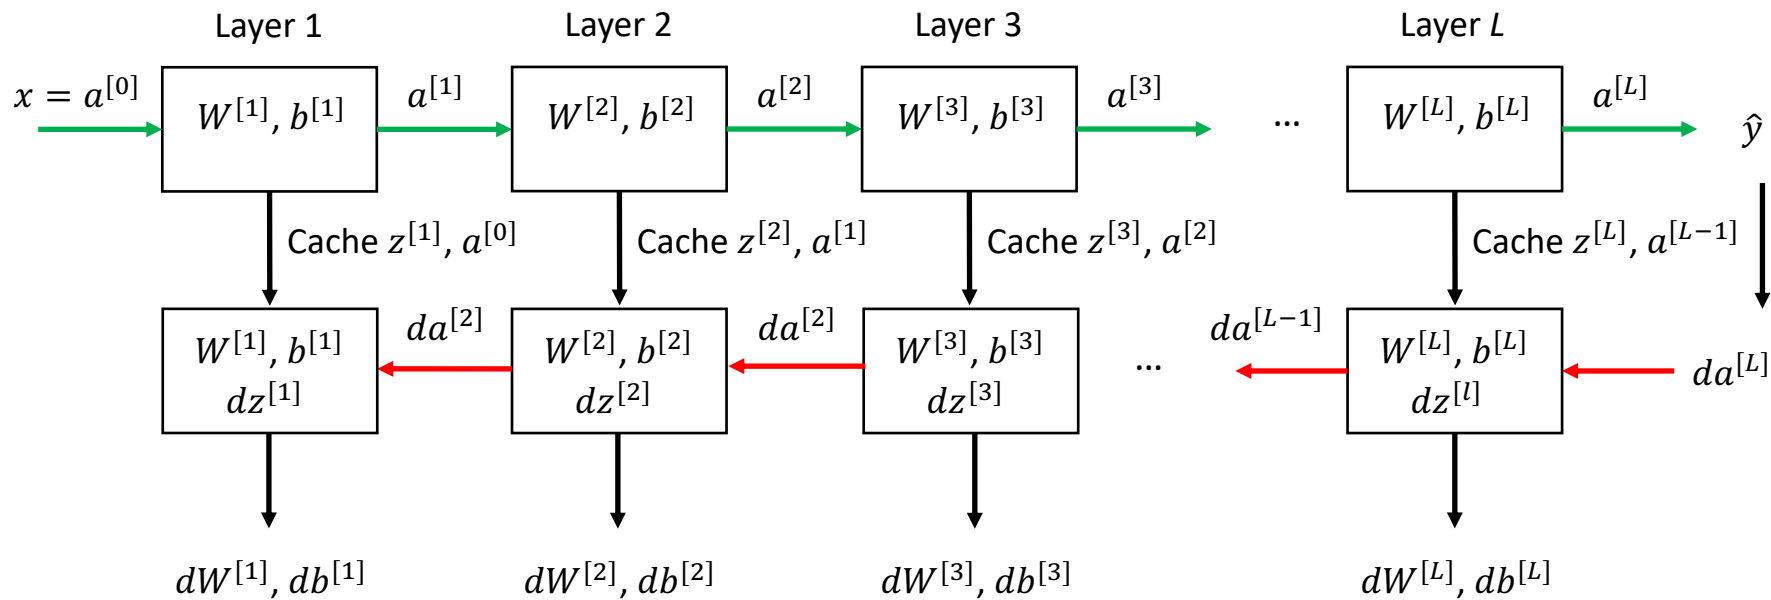 Layer 1 Layer 2 Layer 3 Layer L
x = a^[0] a^[1] a^[2] a^[3] a^[L]
W^[1], b^[1] W^[2], b^[2] W^[3], b^[3] ... W^[L], b^[L] ŷ
Cache z^[1], a^[0] Cache z^[2], a^[1] Cache z^[3], a^[2] Cache z^[L], a^[L−1]
da^[2] da^[2] da^[L−1]
W^[1], b^[1] W^[2], b^[2] W^[3], b^[3] ... W^[L], b^[L] da^[L]
dz^[1] dz^[2] dz^[3] dz^[l]
dW^[1], db^[1] dW^[2], db^[2] dW^[3], db^[3] dW^[L], db^[L]